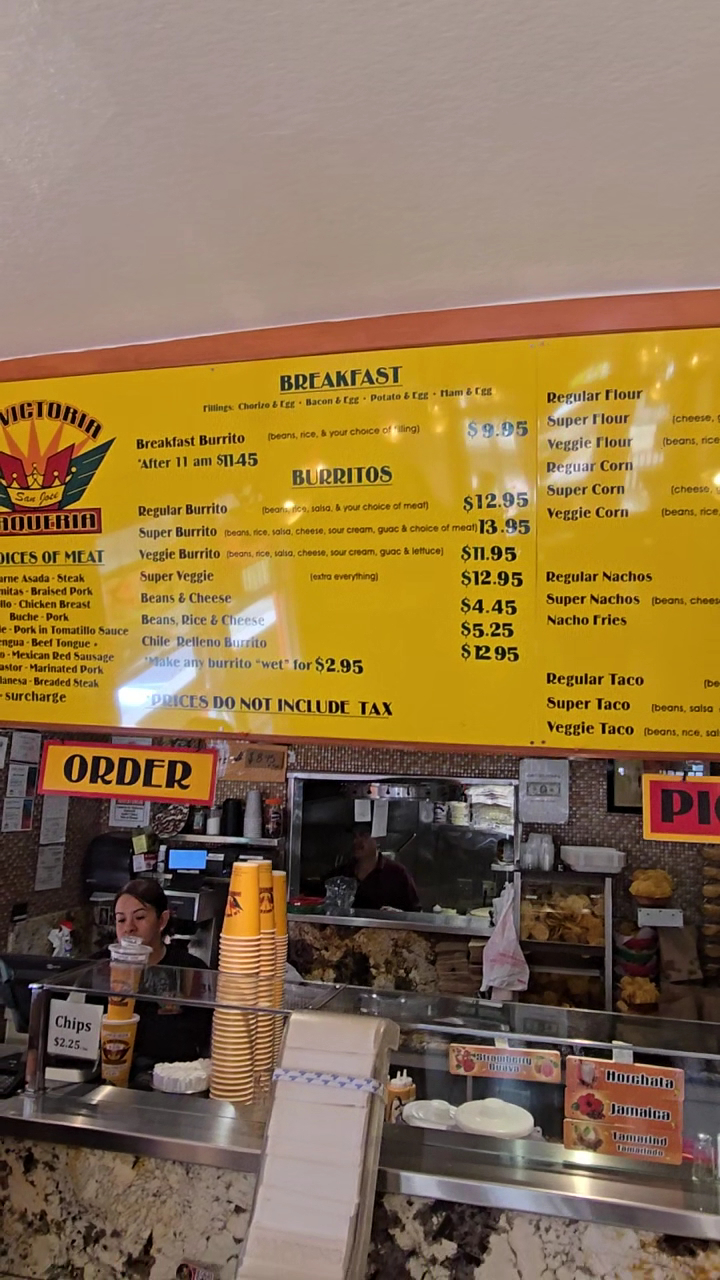 VICTORIA
San Jose
AQUERIA
OICES OF MEAT
arne Asada - Steak
nitas - Braised Pork
llo - Chicken Breast
Buche - Pork
e - Pork in Tomatillo Sauce
engua - Beef Tongue +
o - Mexican Red Sausage
astor - Marinated Pork
lanesa - Breaded Steak
- surcharge
BREAKFAST
Fillings: Chorizo & Egg • Bacon & Egg • Potato & Egg • Ham & Egg
Breakfast Burrito (beans, rice, & your choice of filling) $9.95
*After 11 am $11.45
BURRITOS
Regular Burrito (beans, rice, salsa, & your choice of meat) $12.95
Super Burrito (beans, rice, salsa, cheese, sour cream, guac & choice of meat) 13.95
Veggie Burrito (beans, rice, salsa, cheese, sour cream, guac & lettuce) $11.95
Super Veggie (extra everything) $12.95
Beans & Cheese $4.45
Beans, Rice & Cheese $5.25
Chile Relleno Burrito $12.95
*Make any burrito "wet" for $2.95
*PRICES DO NOT INCLUDE TAX
Regular Flour
Super Flour (cheese, g
Veggie Flour (beans, rice
Reguar Corn
Super Corn (cheese,
Veggie Corn (beans, rice,
Regular Nachos
Super Nachos (beans, chees
Nacho Fries
Regular Taco (be
Super Taco (beans, salsa
Veggie Taco (beans, rice, sal
ORDER
PIC
Chips
$2.25
Strawberry
Guava
Horchata
Jamaica
Tamarind
Tamarindo